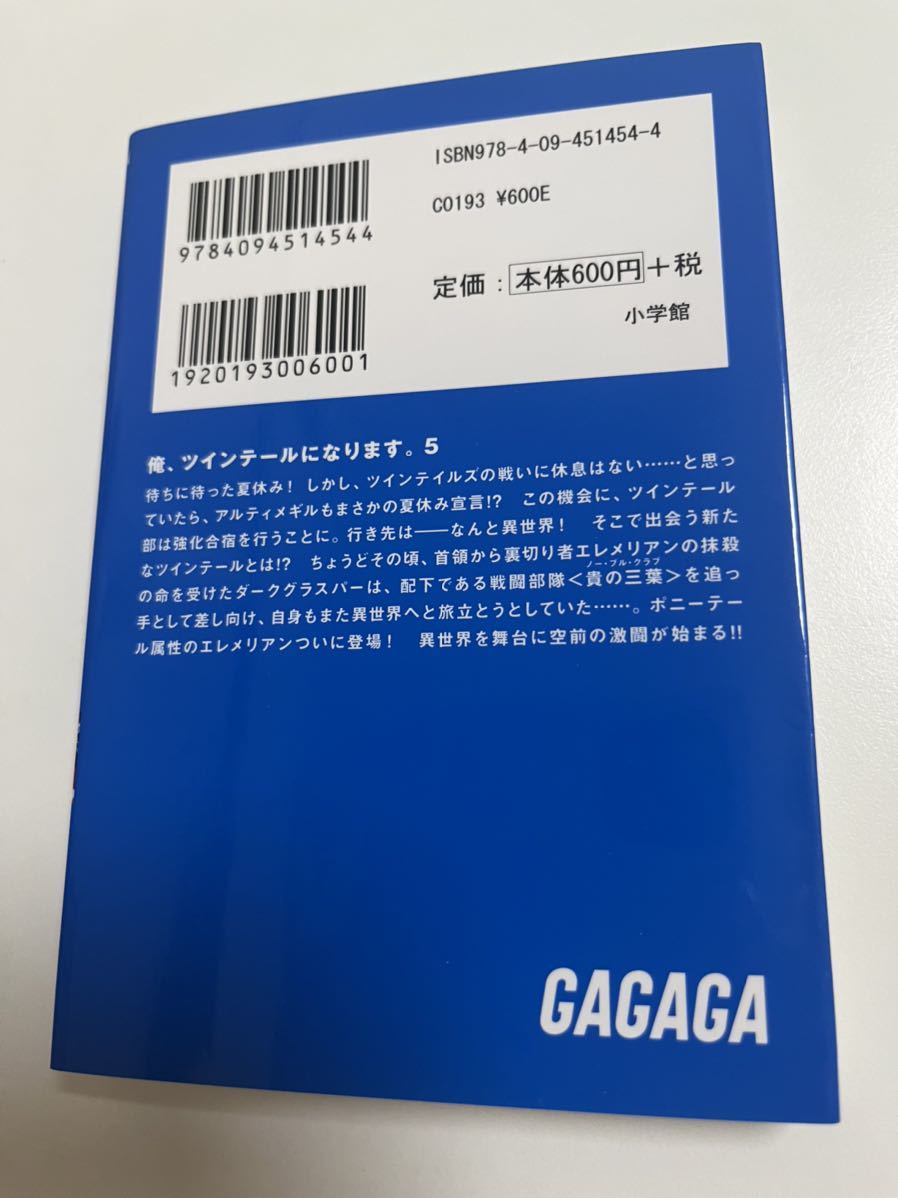 ISBN978-4-09-451454-4
C0193 ¥600E
9784094514544
定価：本体600円＋税
小学館
1920193006001
俺、ツインテールになります。5
待ちに待った夏休み！　しかし、ツインテイルズの戦いに休息はない……と思っ
ていたら、アルティメギルもまさかの夏休み宣言!?　この機会に、ツインテール
部は強化合宿を行うことに。行き先は――なんと異世界！　そこで出会う新た
なツインテールとは!?　ちょうどその頃、首領から裏切り者エレメリアンの抹殺
ノー・ブル・クラブ
の命を受けたダークグラスパーは、配下である戦闘部隊＜貴の三葉＞を追っ
手として差し向け、自身もまた異世界へと旅立とうとしていた……。ポニーテー
ル属性のエレメリアンついに登場！　異世界を舞台に空前の激闘が始まる!!
GAGAGA